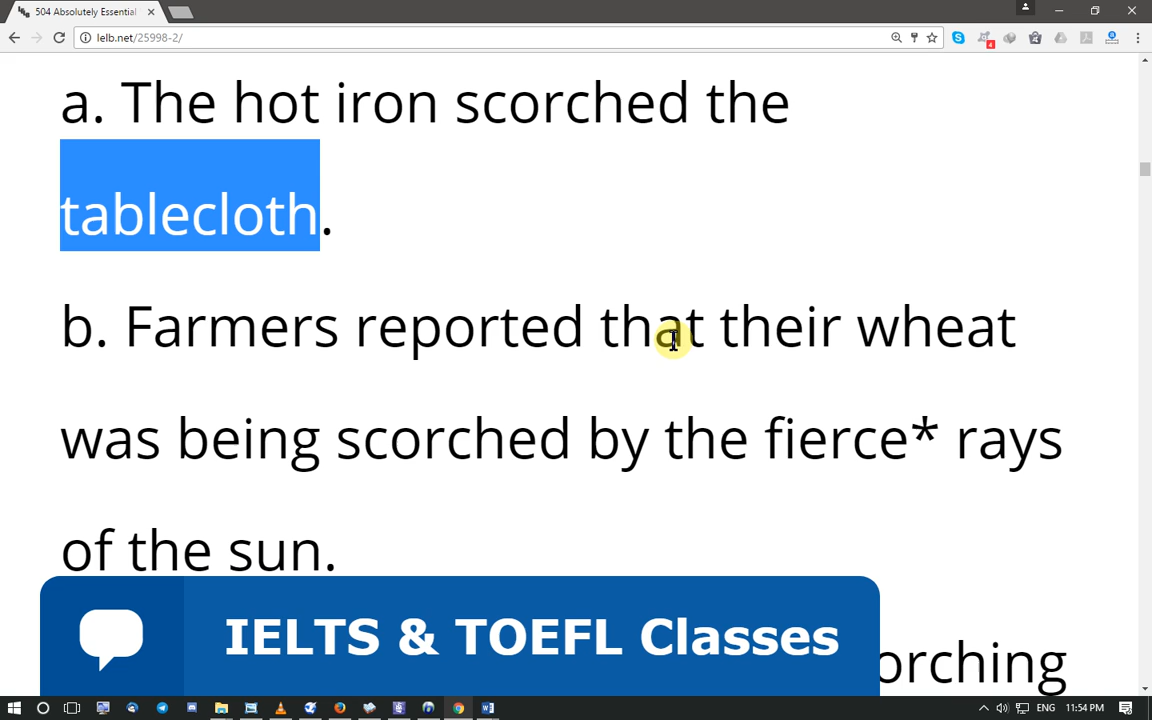 504 Absolutely Essential
lelb.net/25998-2/
4
a. The hot iron scorched the
tablecloth.
b. Farmers reported that their wheat
was being scorched by the fierce* rays
of the sun.
IELTS & TOEFL Classes
orching
ENG 11:54 PM